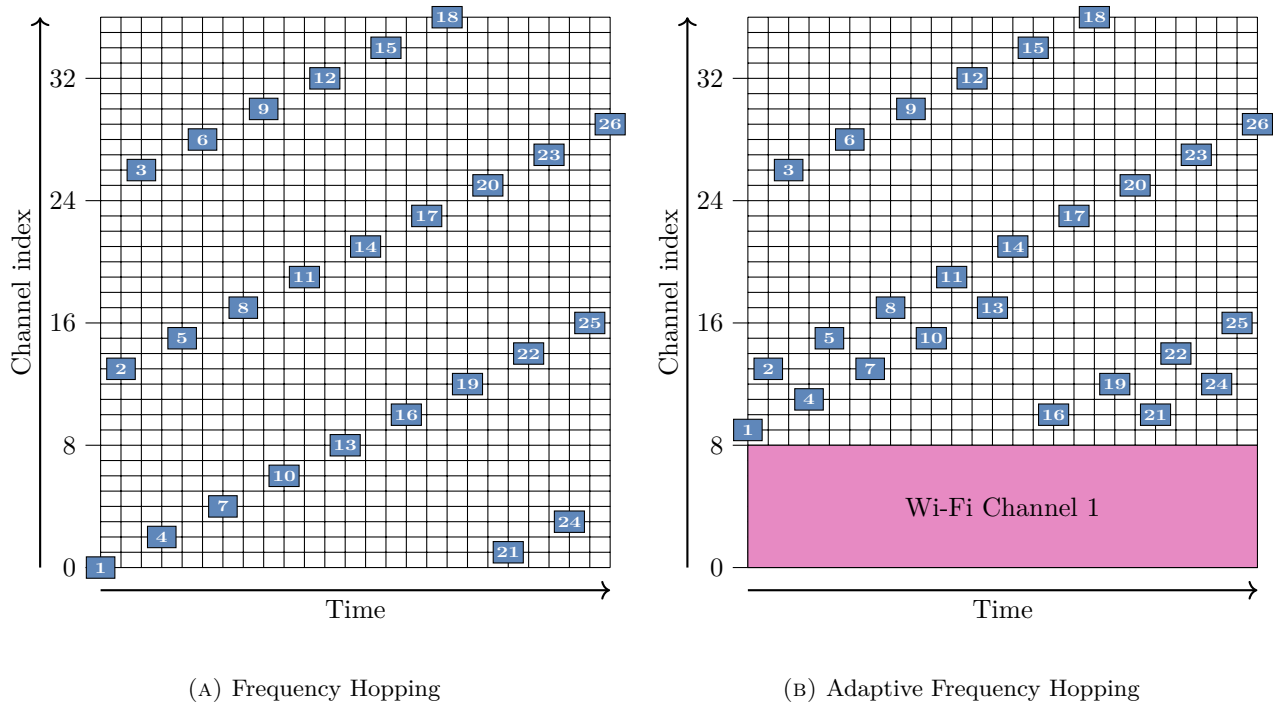 18 18
15 15
32 12 32 12
9 9
26 26
6 6
23 23
3 3
20 20
24 24
17 17
14 14
11 11
8 8 13
16 25 16 25
5 5 10
22 22
2 2 7
19 19 24
4
16 16 21
1
8 13 8
10
7
Wi-Fi Channel 1
24
4
21
0 1 0
Channel index Channel index
Time Time
(A) Frequency Hopping (B) Adaptive Frequency Hopping